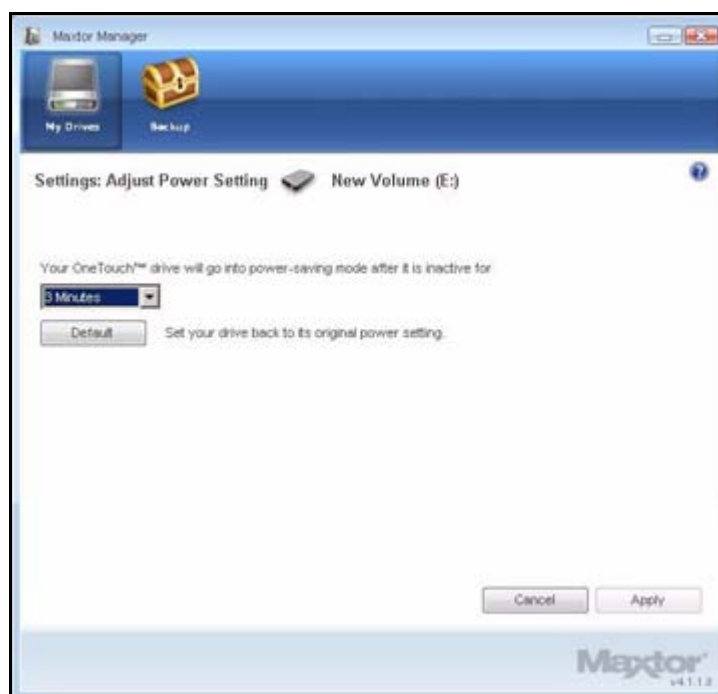 Maxtor Manager
My Drives
Backup
Settings: Adjust Power Setting New Volume (E:)
Your OneTouch™ drive will go into power-saving mode after it is inactive for
3 Minutes
Default Set your drive back to its original power setting.
Cancel Apply
Maxtor